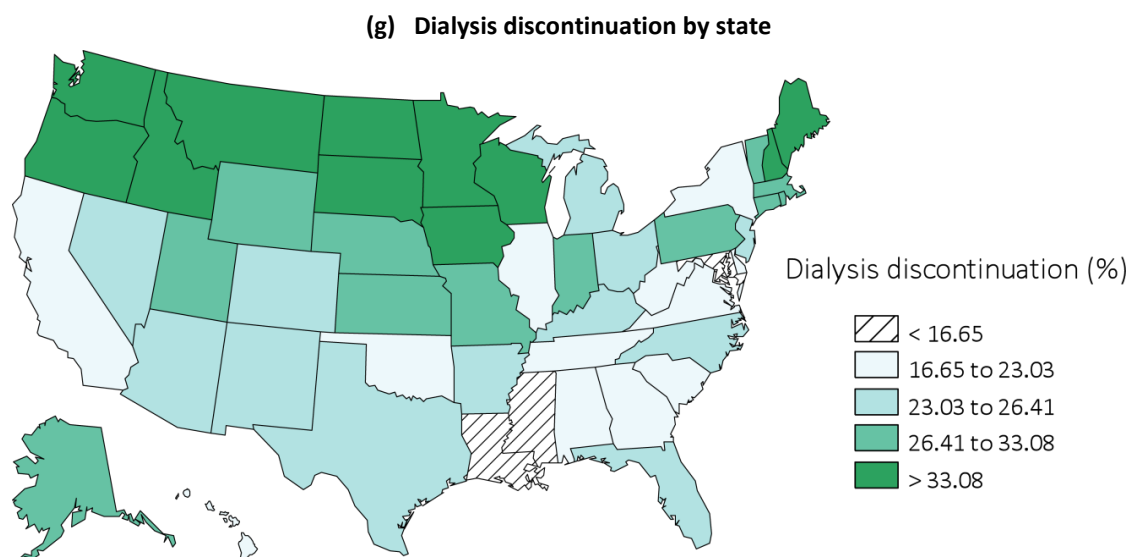 (g) Dialysis discontinuation by state
Dialysis discontinuation (%)
< 16.65
16.65 to 23.03
23.03 to 26.41
26.41 to 33.08
> 33.08